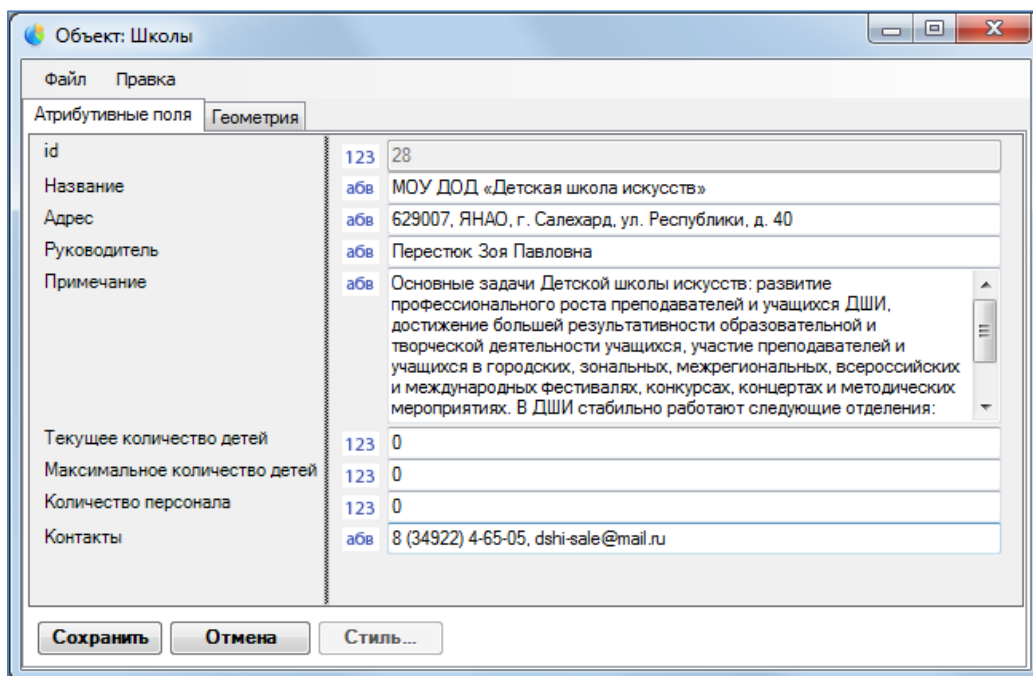 Объект: Школы
Файл Правка
Атрибутивные поля Геометрия
id 123 28
Название абв МОУ ДОД «Детская школа искусств»
Адрес абв 629007, ЯНАО, г. Салехард, ул. Республики, д. 40
Руководитель абв Перестюк Зоя Павловна
Примечание абв Основные задачи Детской школы искусств: развитие
профессионального роста преподавателей и учащихся ДШИ,
достижение большей результативности образовательной и
творческой деятельности учащихся, участие преподавателей и
учащихся в городских, зональных, межрегиональных, всероссийских
и международных фестивалях, конкурсах, концертах и методических
мероприятиях. В ДШИ стабильно работают следующие отделения:
Текущее количество детей 123 0
Максимальное количество детей 123 0
Количество персонала 123 0
Контакты абв 8 (34922) 4-65-05, dshi-sale@mail.ru
Сохранить Отмена Стиль...